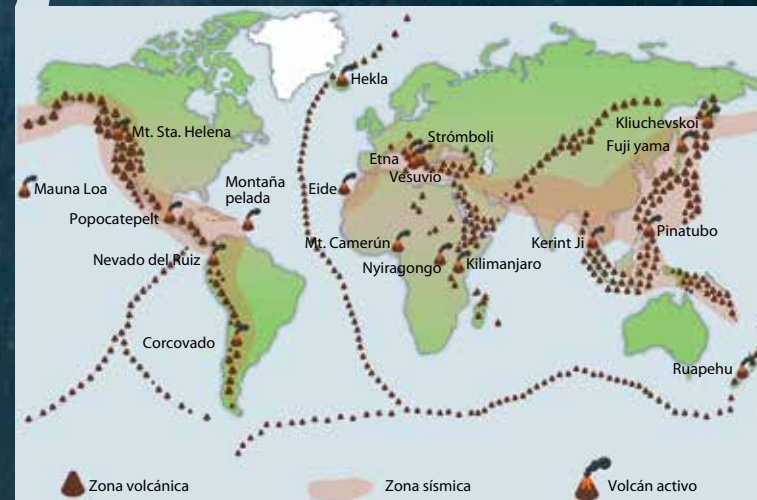 Hekla
Mt. Sta. Helena
Kliuchevskoi
Strómboli
Fuji yama
Etna
Vesuvio
Mauna Loa
Montaña
pelada
Eide
Popocatepelt
Pinatubo
Mt. Camerún
Kerint Ji
Nevado del Ruiz
Nyiragongo
Kilimanjaro
Corcovado
Ruapehu
Zona volcánica
Zona sísmica
Volcán activo